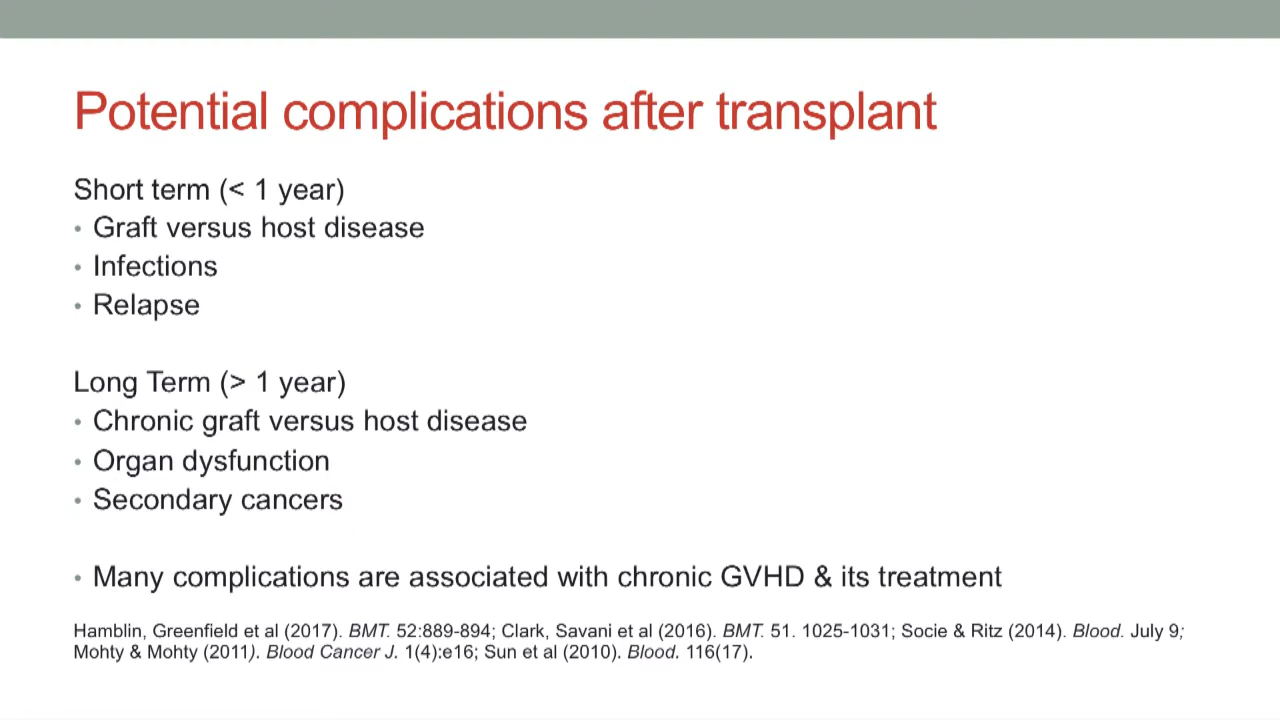 Potential complications after transplant
Short term (< 1 year)
• Graft versus host disease
• Infections
• Relapse
Long Term (> 1 year)
• Chronic graft versus host disease
• Organ dysfunction
• Secondary cancers
• Many complications are associated with chronic GVHD & its treatment
Hamblin, Greenfield et al (2017). BMT. 52:889-894; Clark, Savani et al (2016). BMT. 51. 1025-1031; Socie & Ritz (2014). Blood. July 9;
Mohty & Mohty (2011). Blood Cancer J. 1(4):e16; Sun et al (2010). Blood. 116(17).